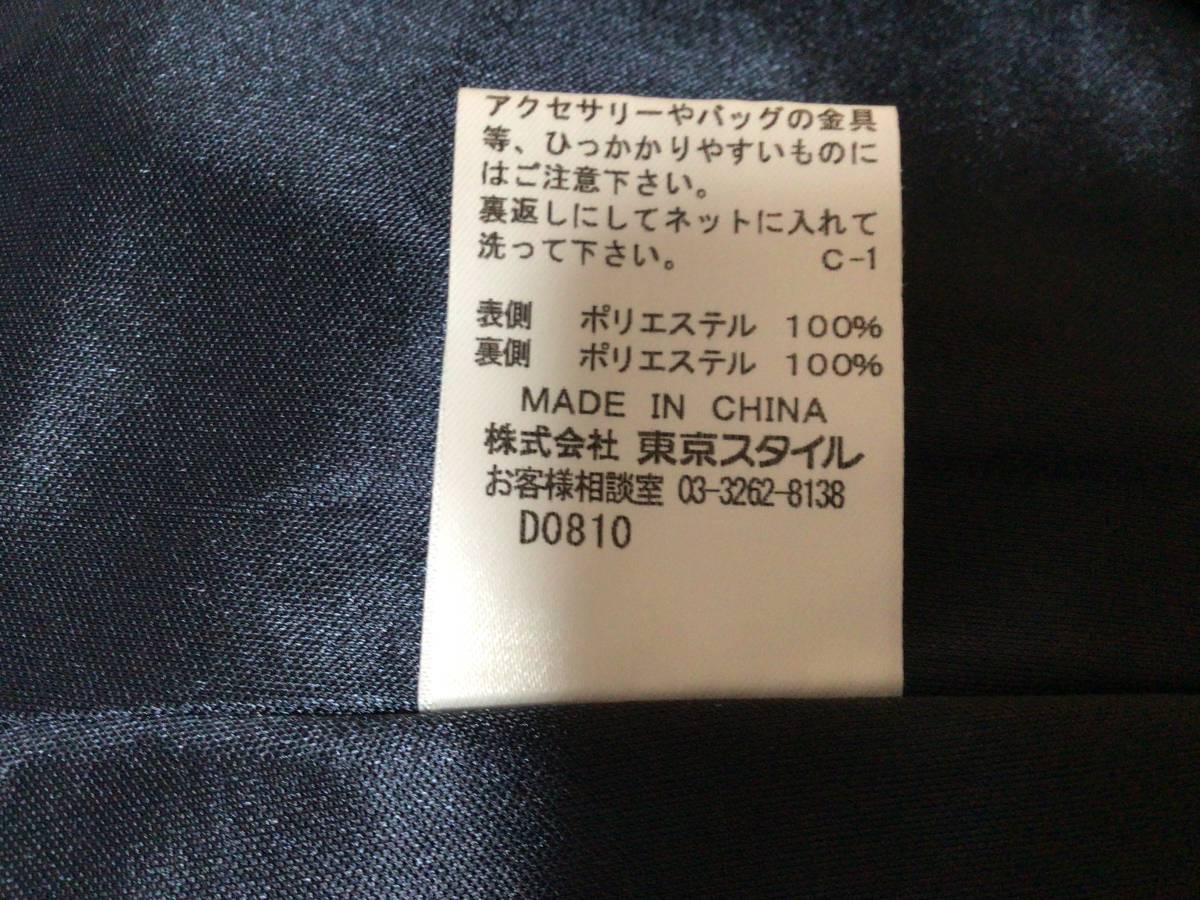 アクセサリーやバッグの金具
等、ひっかかりやすいものに
はご注意下さい。
裏返しにしてネットに入れて
洗って下さい。 C-1
表側 ポリエステル 100%
裏側 ポリエステル 100%
MADE IN CHINA
株式会社 東京スタイル
お客様相談室 03-3262-8138
D0810